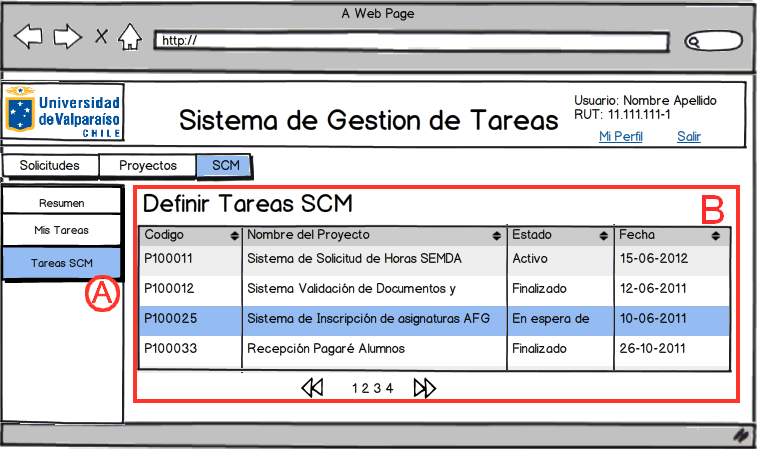 A Web Page
X
http://
Universidad
de Valparaíso
CHILE
Sistema de Gestion de Tareas
Usuario: Nombre Apellido
RUT: 11.111.111-1
Mi Perfil Salir
Solicitudes Proyectos SCM
Resumen
Mis Tareas
Tareas SCM
A
Definir Tareas SCM
B
Codigo Nombre del Proyecto Estado Fecha
P100011 Sistema de Solicitud de Horas SEMDA Activo 15-06-2012
P100012 Sistema Validación de Documentos y Finalizado 12-06-2011
P100025 Sistema de Inscripción de asignaturas AFG En espera de 10-06-2011
P100033 Recepción Pagaré Alumnos Finalizado 26-10-2011
1 2 3 4